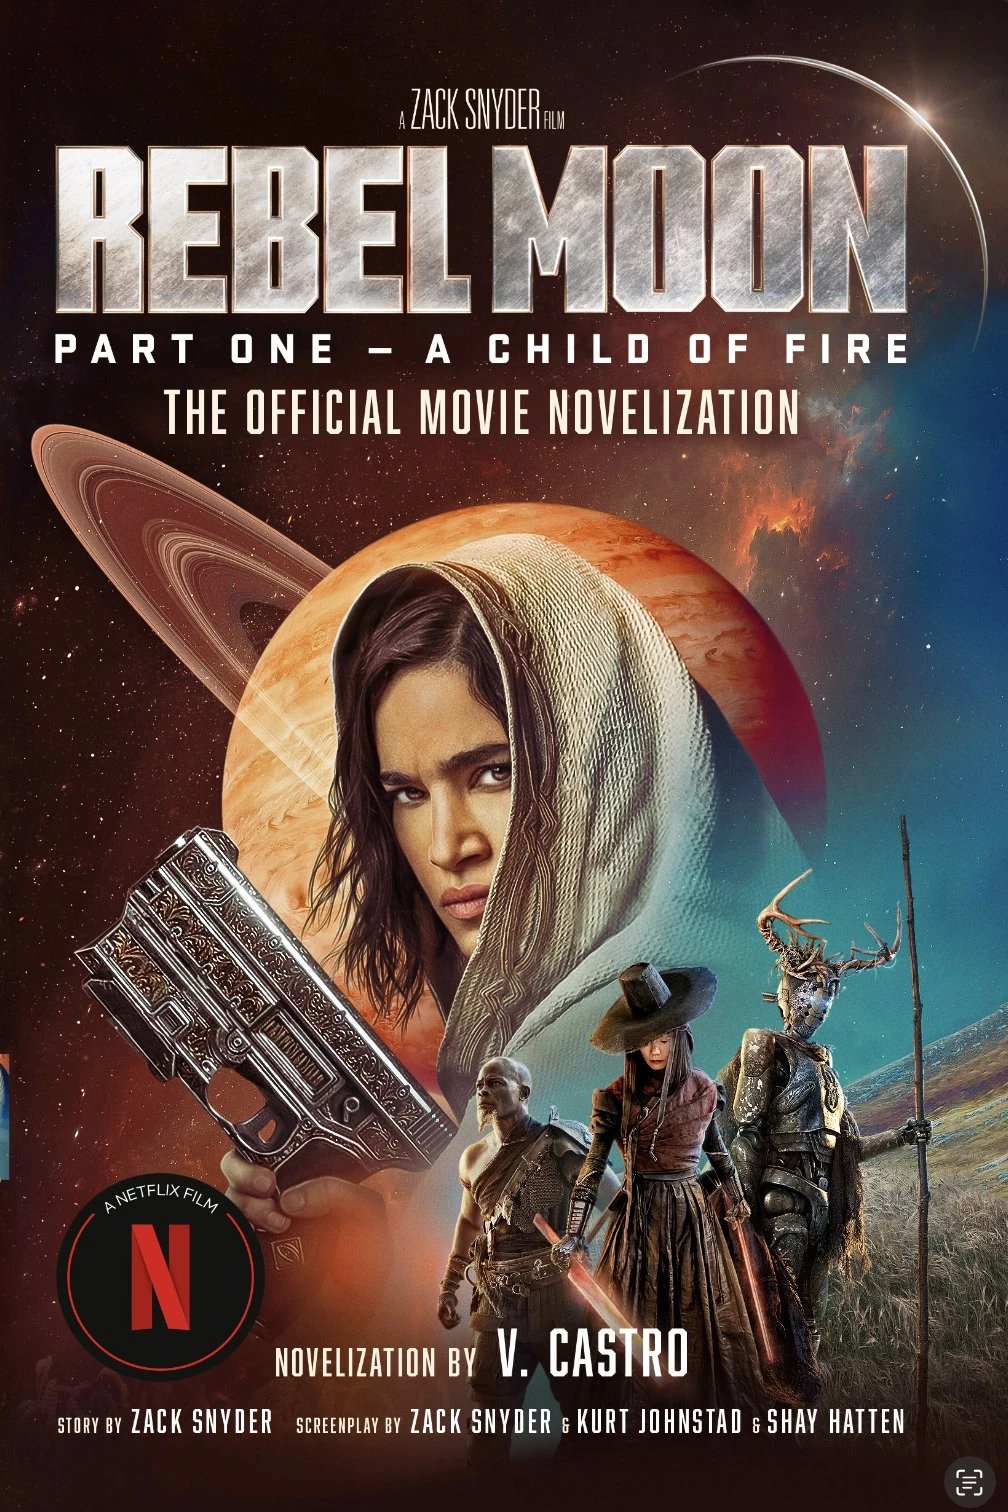 A ZACK SNYDER FILM
REBEL MOON
PART ONE – A CHILD OF FIRE
THE OFFICIAL MOVIE NOVELIZATION
A NETFLIX FILM
N
NOVELIZATION BY V. CASTRO
STORY BY ZACK SNYDER SCREENPLAY BY ZACK SNYDER & KURT JOHNSTAD & SHAY HATTEN